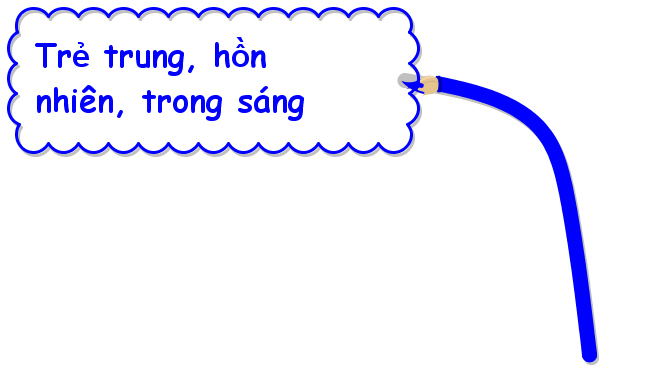 Trẻ trung, hồn
nhiên, trong sáng